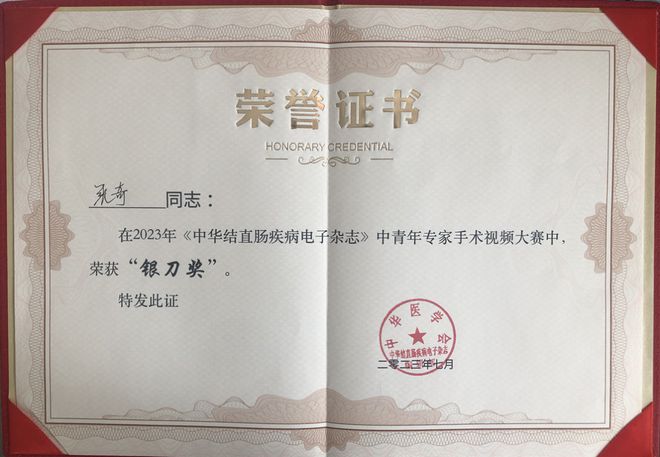 荣誉证书
HONORARY CREDENTIAL
同志：
在2023年《中华结直肠疾病电子杂志》中青年专家手术视频大赛中，
荣获“银刀奖”。
特发此证
中华医学会
中华结直肠疾病电子杂志
二零二三年七月